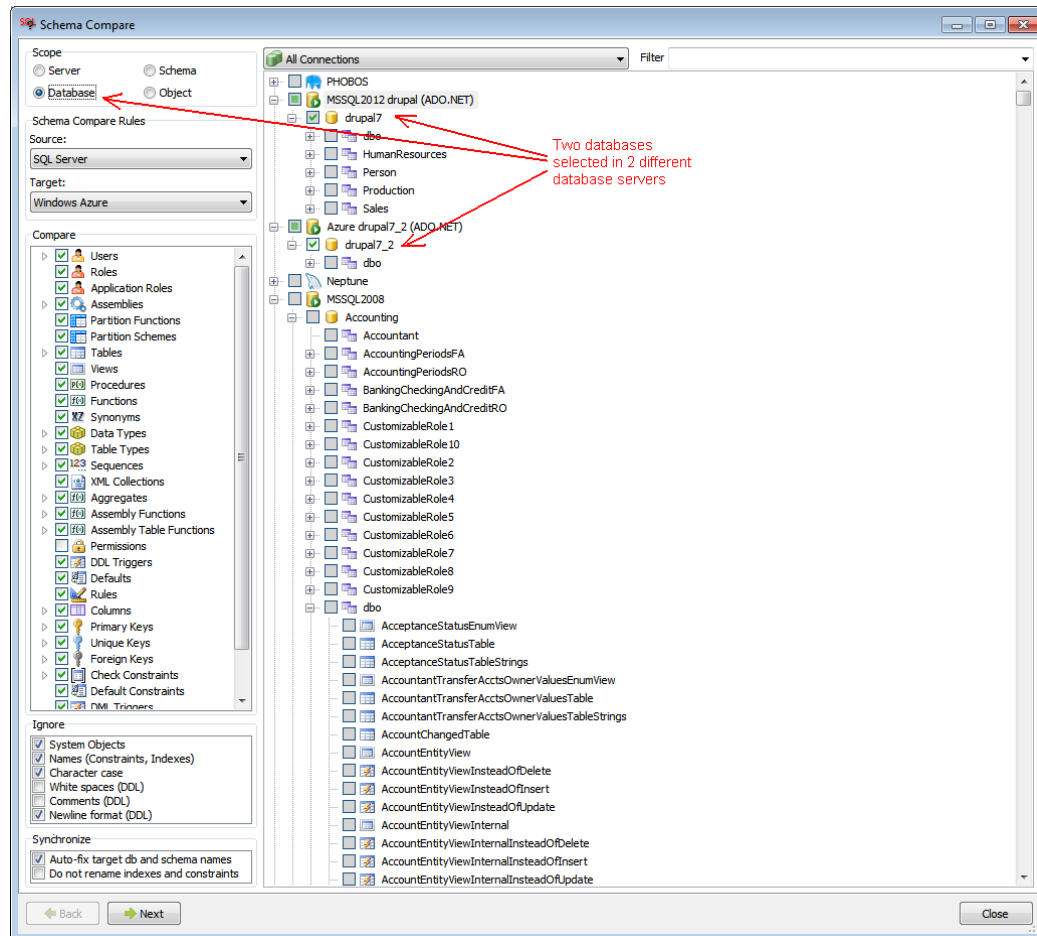 SQL Schema Compare
Scope
Server
Schema
Database
Object
Schema Compare Rules
Source:
SQL Server
Target:
Windows Azure
Compare
Users
Roles
Application Roles
Assemblies
Partition Functions
Partition Schemes
Tables
Views
Procedures
Functions
Synonyms
Data Types
Table Types
123 Sequences
XML Collections
Aggregates
Assembly Functions
Assembly Table Functions
Permissions
DDL Triggers
Defaults
Rules
Columns
Primary Keys
Unique Keys
Foreign Keys
Check Constraints
Default Constraints
DML Triggers
Ignore
System Objects
Names (Constraints, Indexes)
Character case
White spaces (DDL)
Comments (DDL)
Newline format (DDL)
Synchronize
Auto-fix target db and schema names
Do not rename indexes and constraints
All Connections
Filter
PHOBOS
MSSQL2012 drupal (ADO.NET)
drupal7
dbo
HumanResources
Person
Production
Sales
Azure drupal7_2 (ADO.NET)
drupal7_2
dbo
Neptune
MSSQL2008
Accounting
Accountant
AccountingPeriodsFA
AccountingPeriodsRO
BankingCheckingAndCreditFA
BankingCheckingAndCreditRO
CustomizableRole1
CustomizableRole10
CustomizableRole2
CustomizableRole3
CustomizableRole4
CustomizableRole5
CustomizableRole6
CustomizableRole7
CustomizableRole8
CustomizableRole9
dbo
AcceptanceStatusEnumView
AcceptanceStatusTable
AcceptanceStatusTableStrings
AccountantTransferAcctsOwnerValuesEnumView
AccountantTransferAcctsOwnerValuesTable
AccountantTransferAcctsOwnerValuesTableStrings
AccountChangedTable
AccountEntityView
AccountEntityViewInsteadOfDelete
AccountEntityViewInsteadOfInsert
AccountEntityViewInsteadOfUpdate
AccountEntityViewInternal
AccountEntityViewInternalInsteadOfDelete
AccountEntityViewInternalInsteadOfInsert
AccountEntityViewInternalInsteadOfUpdate
Two databases
selected in 2 different
database servers
Back
Next
Close